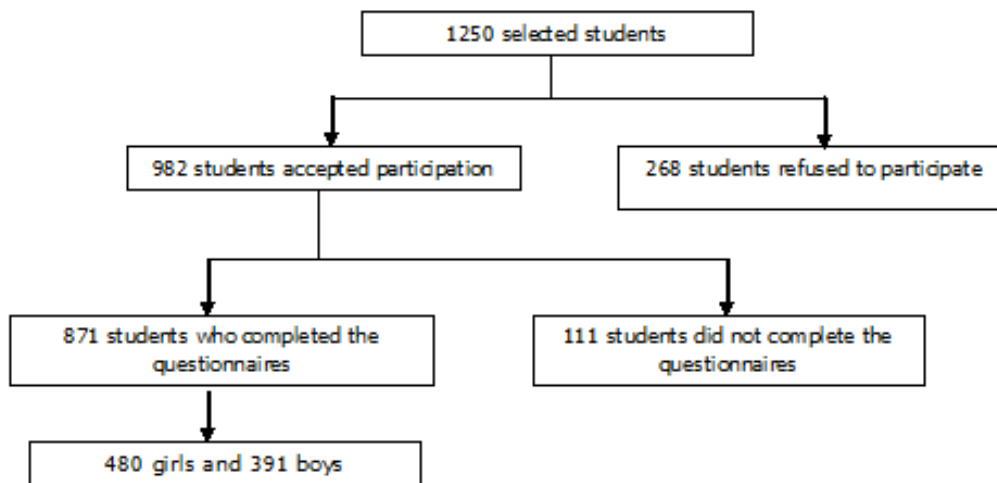 1250 selected students
982 students accepted participation
268 students refused to participate
871 students who completed the
questionnaires
111 students did not complete the
questionnaires
480 girls and 391 boys